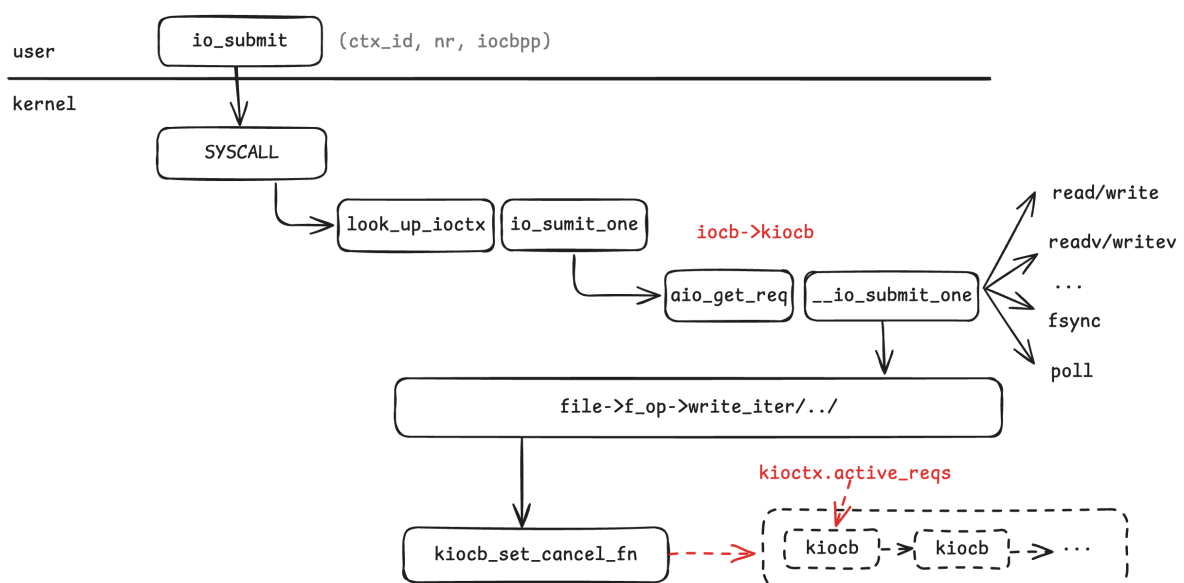 io_submit (ctx_id, nr, iocbpp)
user
kernel
SYSCALL
look_up_ioctx io_sumit_one
iocb->kiocb
read/write
readv/writev
...
fsync
poll
aio_get_req __io_submit_one
file->f_op->write_iter/../
kioctx.active_reqs
kiocb_set_cancel_fn
kiocb kiocb ...